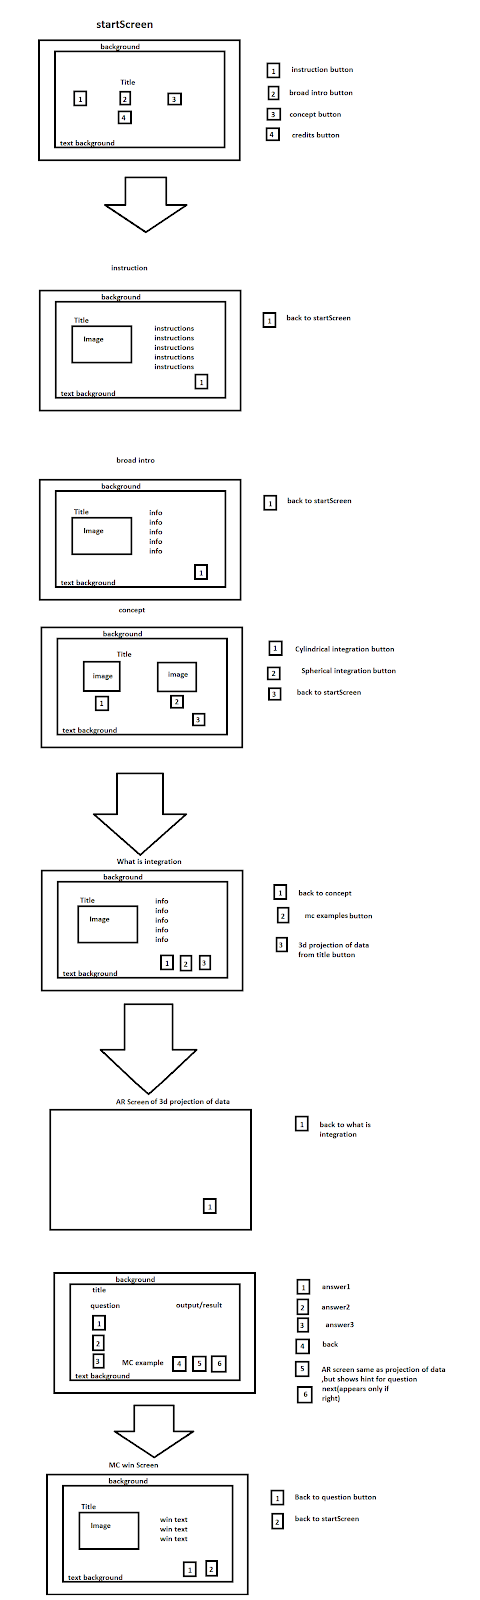 startScreen
background
Title
1
2
3
4
text background
1 instruction button
2 broad intro button
3 concept button
4 credits button
instruction
background
Title
Image
instructions
instructions
instructions
instructions
instructions
1
text background
1 back to startScreen
broad intro
background
Title
Image
info
info
info
info
info
1
text background
1 back to startScreen
concept
background
Title
image
image
1
2
3
text background
1 Cylindrical integration button
2 Spherical integration button
3 back to startScreen
What is integration
background
Title
Image
info
info
info
info
info
1 2 3
text background
1 back to concept
2 mc examples button
3 3d projection of data
from title button
AR Screen of 3d projection of data
1
1 back to what is
integration
background
title
question
output/result
1
2
3
MC example
4 5 6
text background
1 answer1
2 answer2
3 answer3
4 back
5 AR screen same as projection of data
,but shows hint for question
6 next(appears only if
right)
MC win Screen
background
Title
Image
win text
win text
win text
1 2
text background
1 Back to question button
2 back to startScreen